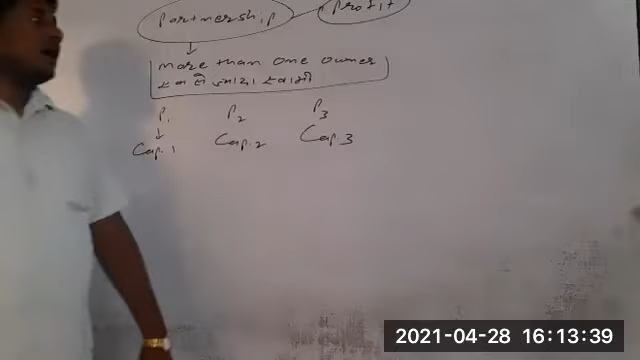 Partnership Profit
more than one owner
एक से ज्यादा स्वामी
P1 P2 P3
Cap.1 Cap.2 Cap.3
2021-04-28 16:13:39